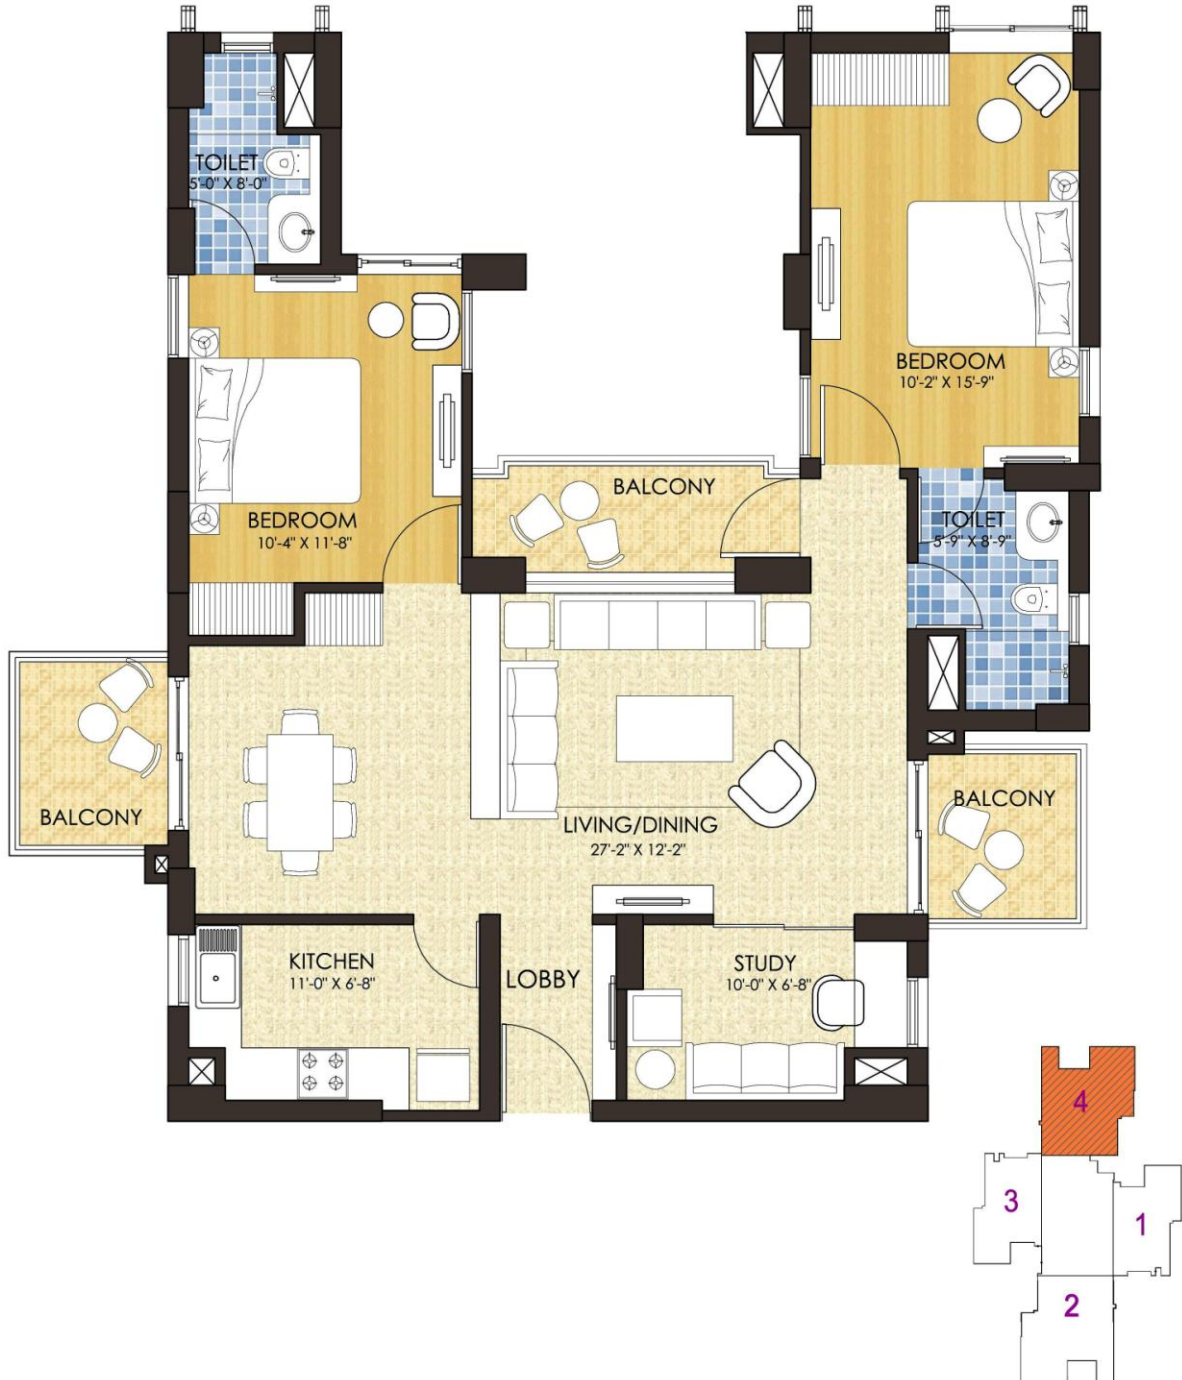 TOILET
5'-0" X 8'-0"
BEDROOM
10'-2" X 15'-9"
BALCONY
BEDROOM
10'-4" X 11'-8"
TOILET
5'-9" X 8'-9"
BALCONY
LIVING/DINING
27'-2" X 12'-2"
BALCONY
KITCHEN
11'-0" X 6'-8"
LOBBY
STUDY
10'-0" X 6'-8"
4
3
1
2